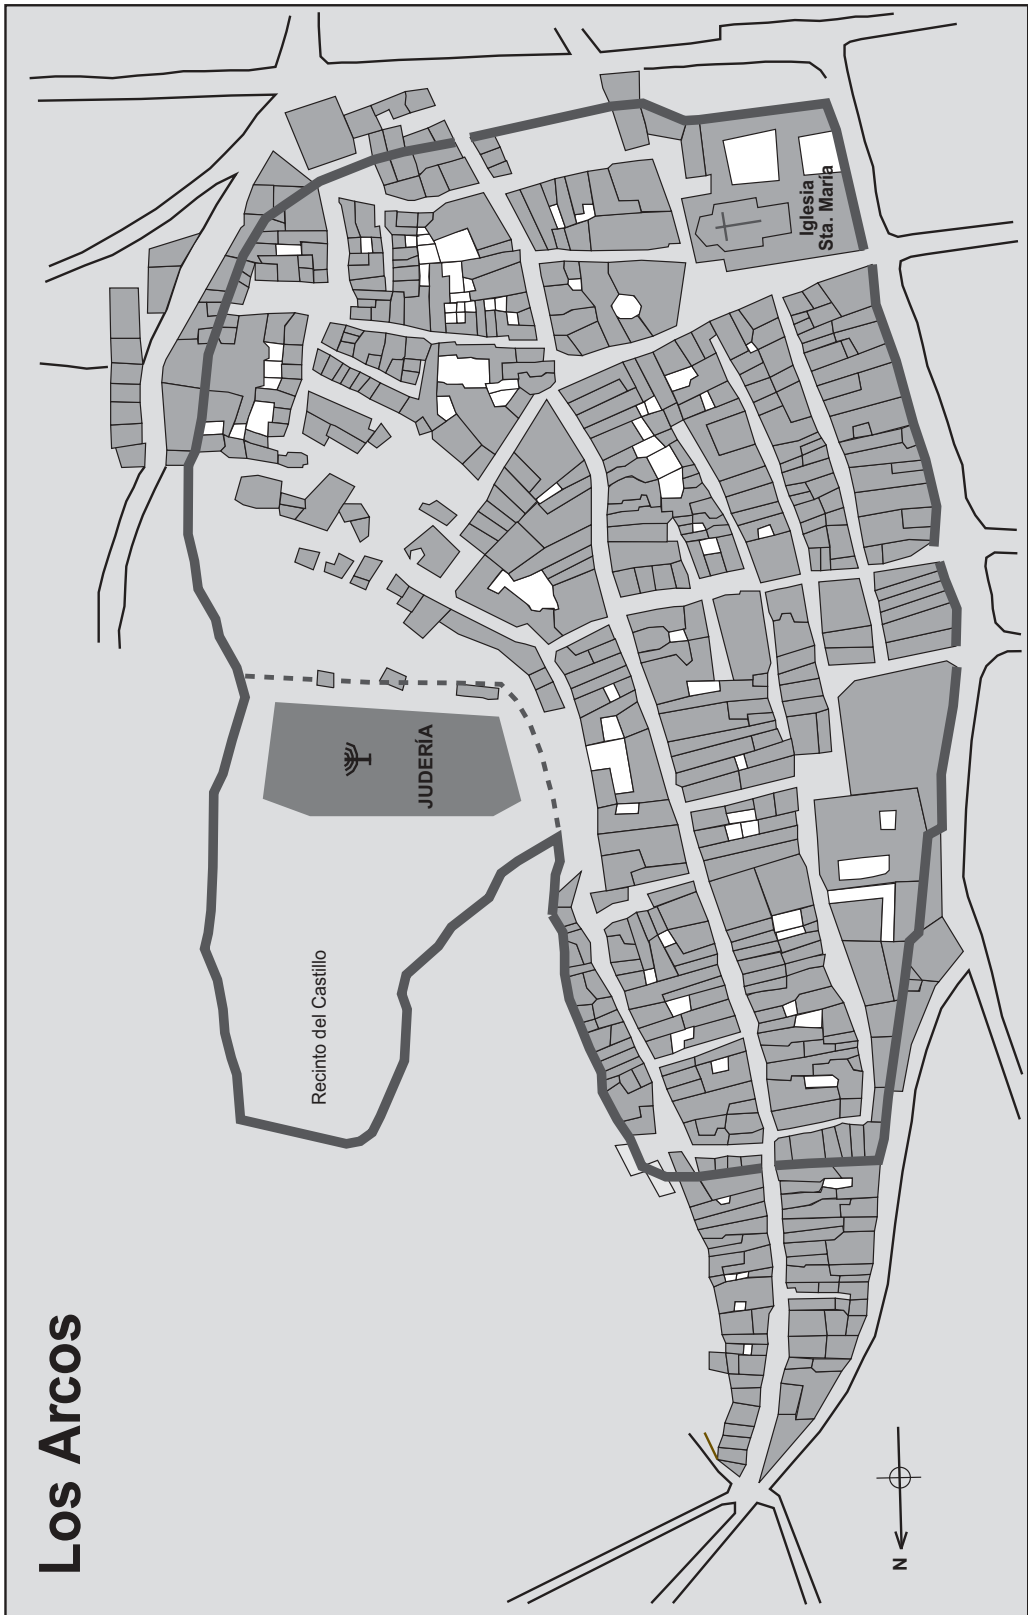 Los Arcos
Recinto del Castillo
JUDERÍA
Iglesia
Sta. María
N